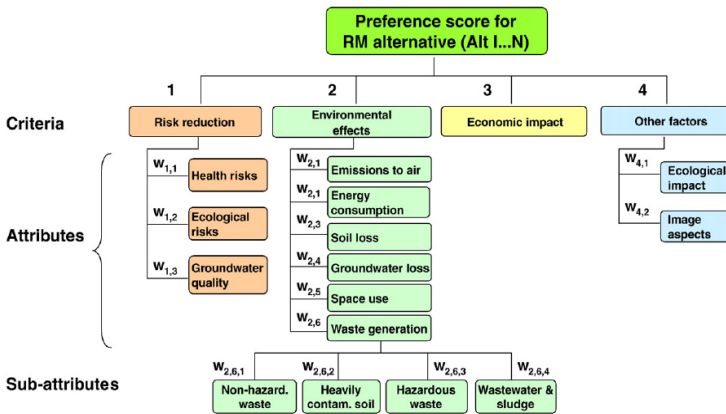 Preference score for
RM alternative (Alt I...N)
1
2
3
4
Criteria
Risk reduction
Environmental
effects
Economic impact
Other factors
Attributes
W1,1
Health risks
W1,2
Ecological
risks
W1,3
Groundwater
quality
W2,1
Emissions to air
W2,1
Energy
consumption
W2,3
Soil loss
W2,4
Groundwater loss
W2,5
Space use
W2,6
Waste generation
W4,1
Ecological
impact
W4,2
Image
aspects
Sub-attributes
W2,6,1
Non-hazard.
waste
W2,6,2
Heavily
contam. soil
W2,6,3
Hazardous
waste
W2,6,4
Wastewater &
sludge